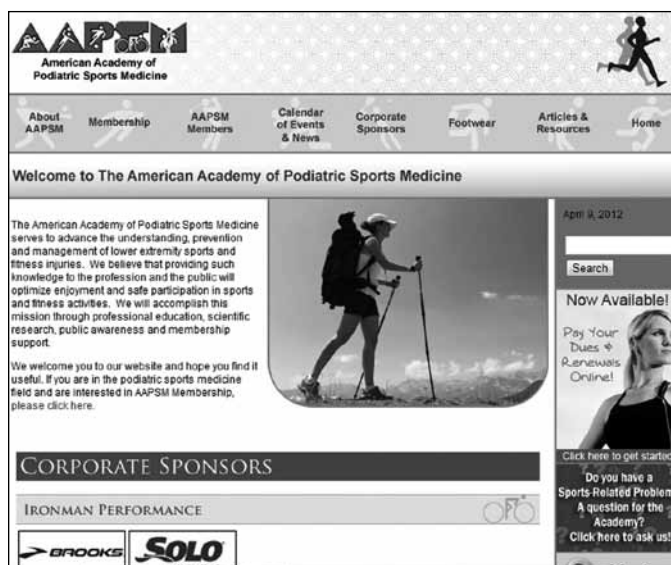 AAPSM
American Academy of
Podiatric Sports Medicine
About
AAPSM
Membership
AAPSM
Members
Calendar
of Events
& News
Corporate
Sponsors
Footwear
Articles &
Resources
Home
Welcome to The American Academy of Podiatric Sports Medicine
The American Academy of Podiatric Sports Medicine
serves to advance the understanding, prevention
and management of lower extremity sports and
fitness injuries. We believe that providing such
knowledge to the profession and the public will
optimize enjoyment and safe participation in sports
and fitness activities. We will accomplish this
mission through professional education, scientific
research, public awareness and membership
support.
We welcome you to our website and hope you find it
useful. If you are in the podiatric sports medicine
field and are interested in AAPSM Membership,
please click here.
April 9, 2012
Search
Now Available!
Pay Your
Dues &
Renewals
Online!
Click here to get started
Do you have a
Sports-Related Problem
A question for the
Academy?
Click here to ask us!
CORPORATE SPONSORS
IRONMAN PERFORMANCE
BROOKS
SOLO